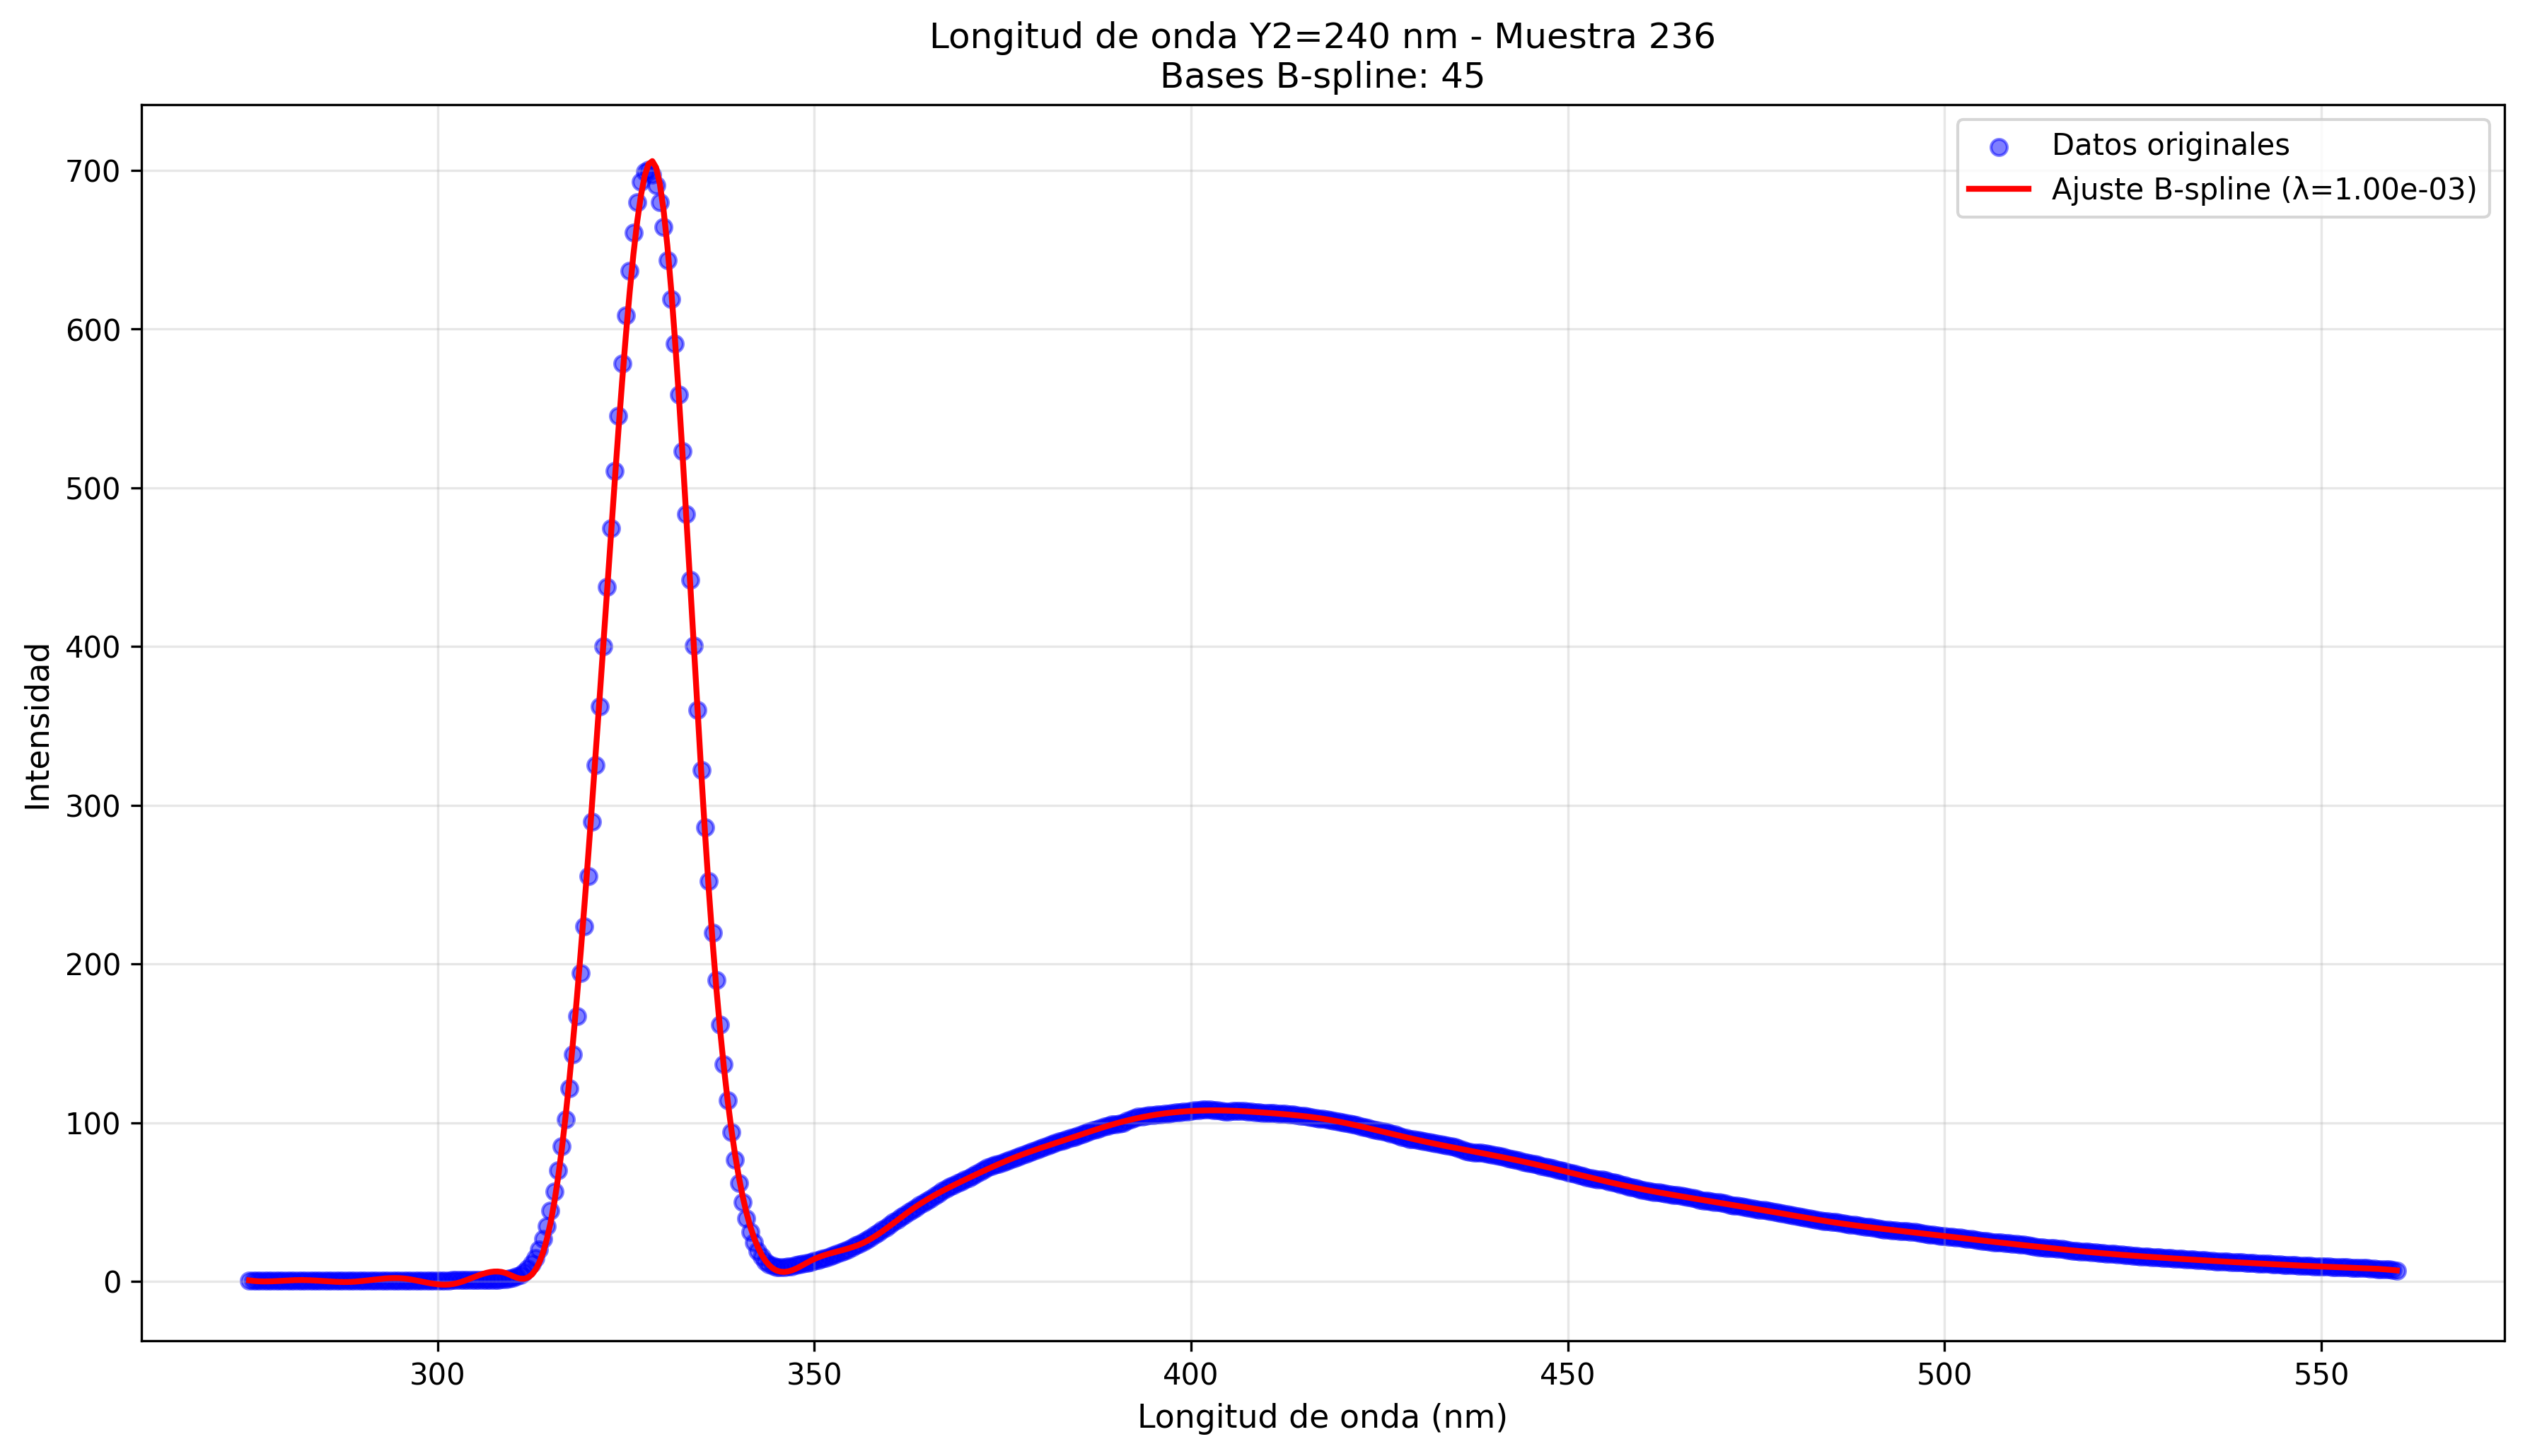 Longitud de onda Y2=240 nm - Muestra 236
Bases B-spline: 45
Datos originales
Ajuste B-spline (λ=1.00e-03)
Intensidad
700
600
500
400
300
200
100
0
300 350 400 450 500 550
Longitud de onda (nm)